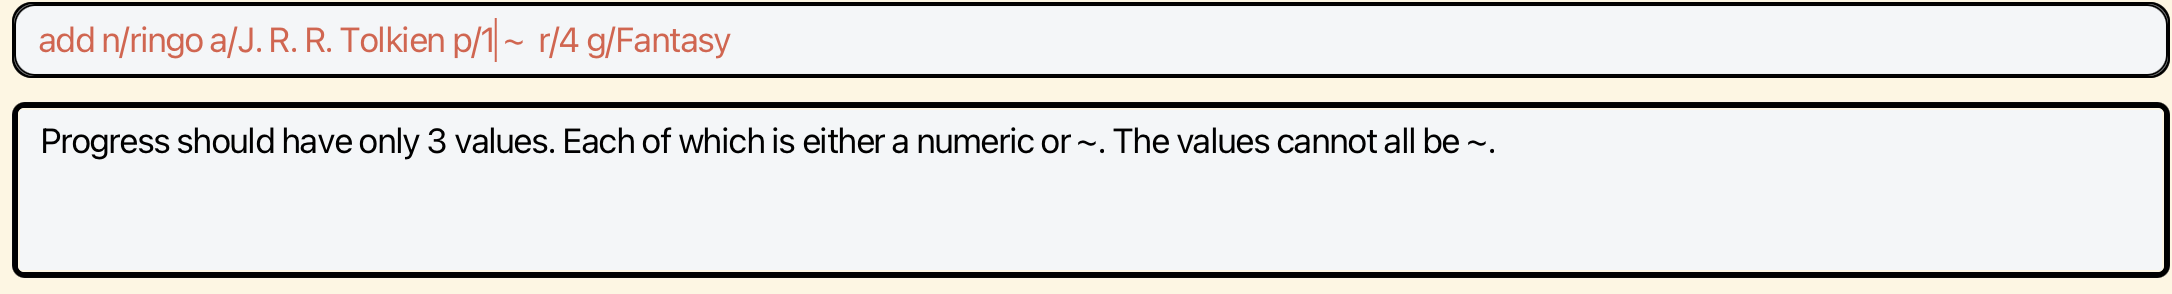 add n/ringo a/J. R. R. Tolkien p/1 ~  r/4 g/Fantasy
Progress should have only 3 values. Each of which is either a numeric or ~. The values cannot all be ~.